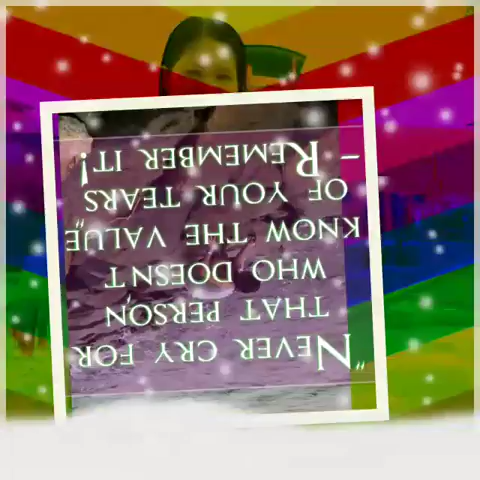 "NEVER CRY FOR
THAT PERSON
WHO DOESN'T
KNOW THE VALUE
OF YOUR TEARS"
- REMEMBER IT!